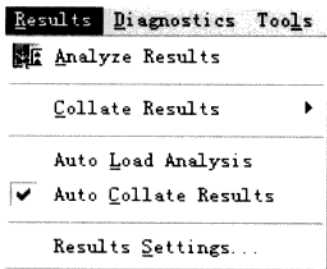 Results Diagnostics Tools
Analyze Results
Collate Results
Auto Load Analysis
Auto Collate Results
Results Settings...